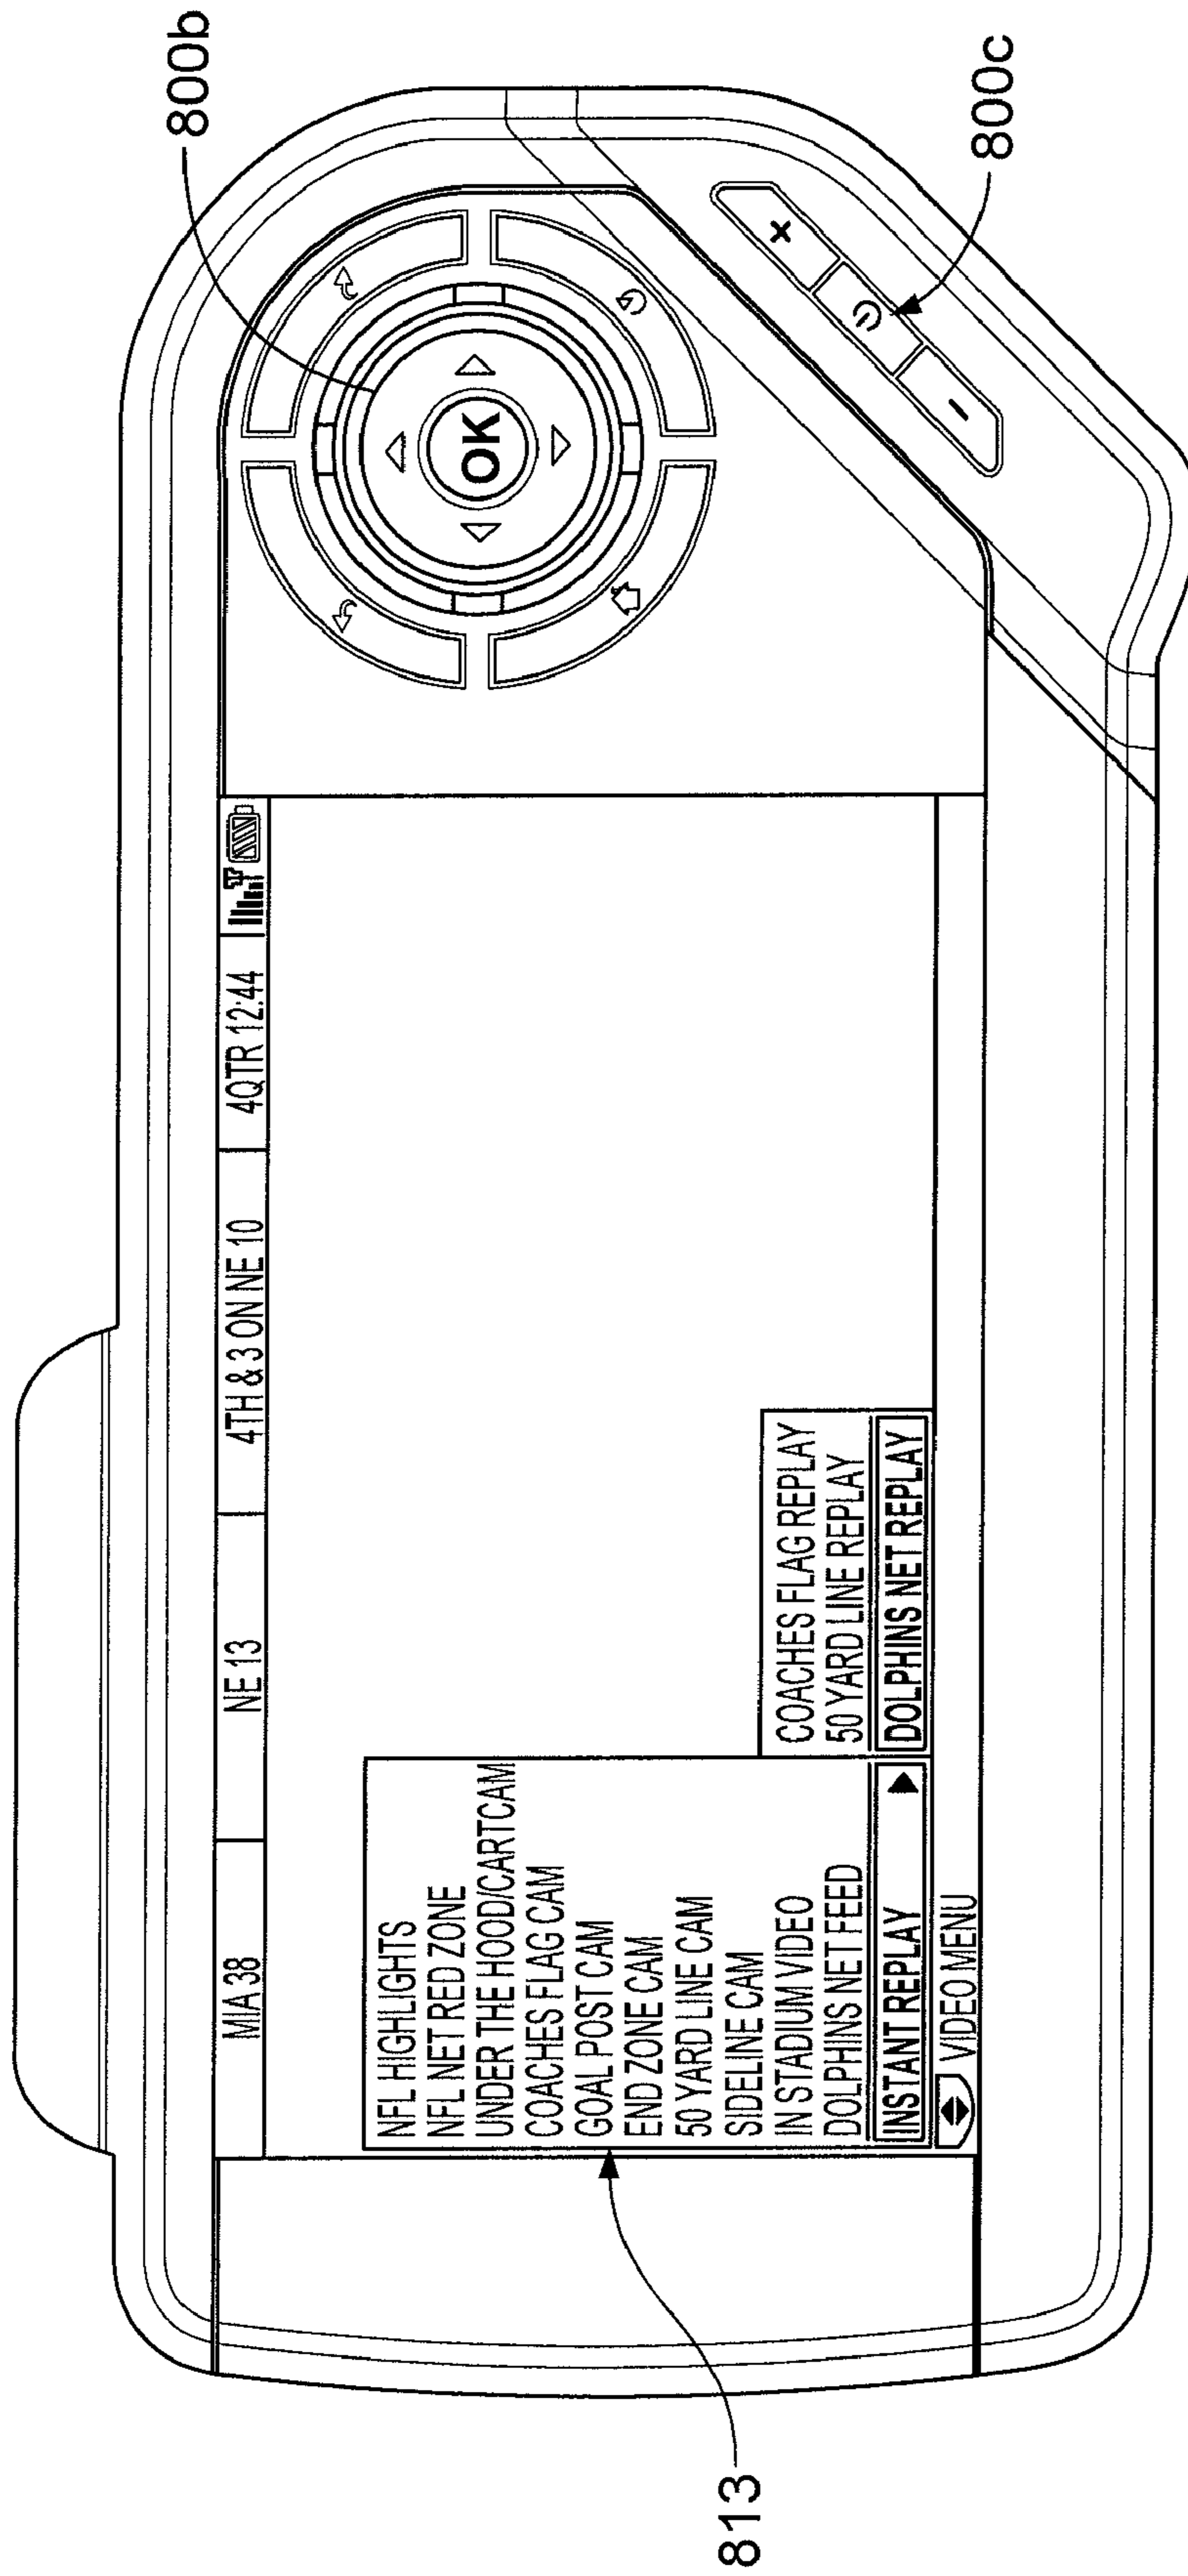 MIA 38
NE 13
4TH & 3 ON NE 10
4QTR 12:44
NFL HIGHLIGHTS
NFL NET RED ZONE
UNDER THE HOOD/CARTCAM
COACHES FLAG CAM
GOAL POST CAM
END ZONE CAM
50 YARD LINE CAM
SIDELINE CAM
IN STADIUM VIDEO
DOLPHINS NET FEED
INSTANT REPLAY
COACHES FLAG REPLAY
50 YARD LINE REPLAY
DOLPHINS NET REPLAY
VIDEO MENU
OK
+
-
800b
800c
813